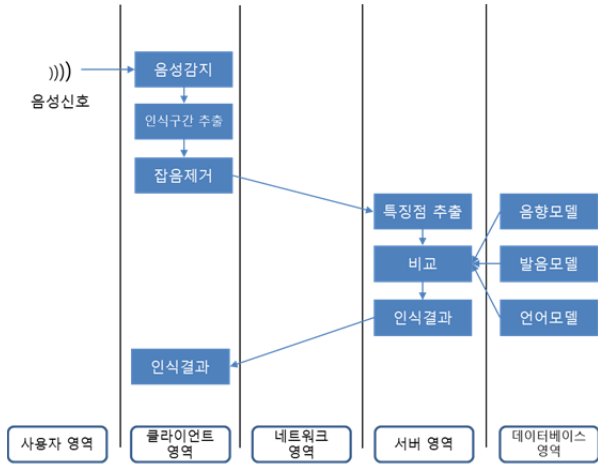 음성신호
음성감지
인식구간 추출
잡음제거
특징점 추출
음향모델
비교
발음모델
인식결과
언어모델
인식결과
사용자 영역
클라이언트
영역
네트워크
영역
서버 영역
데이터베이스
영역